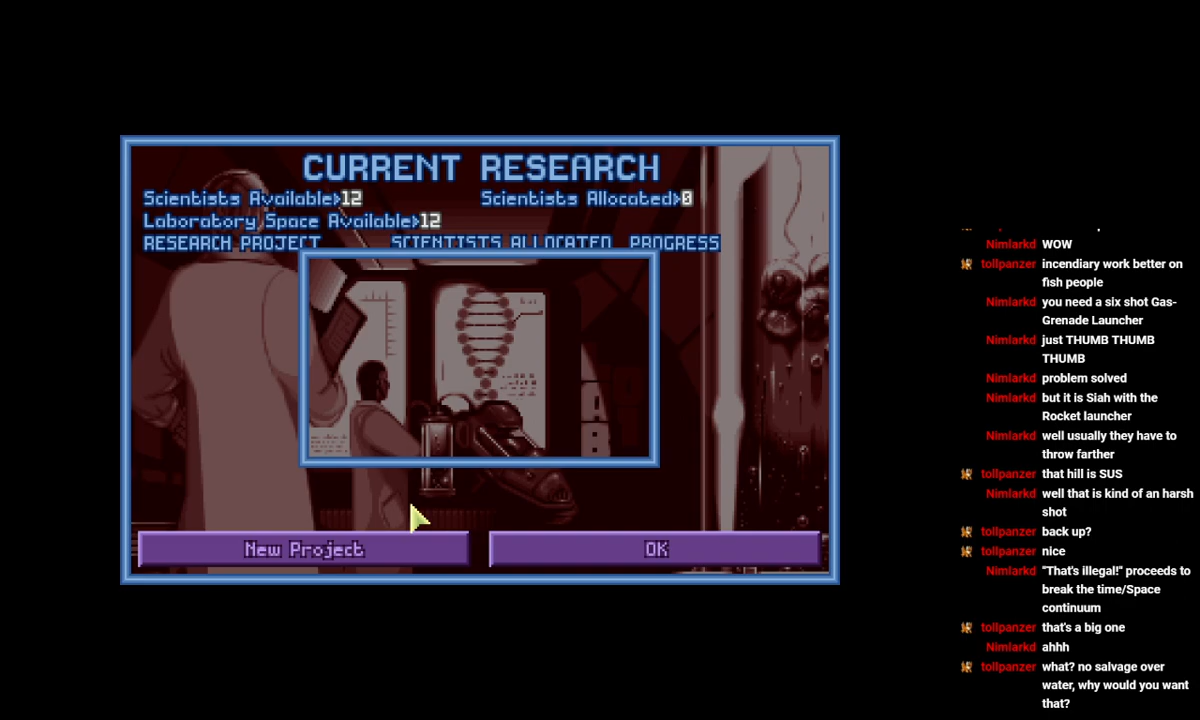 CURRENT RESEARCH
Scientists Available>12
Scientists Allocated>0
Laboratory Space Available>12
RESEARCH PROJECT
SCIENTISTS ALLOCATED
PROGRESS
New Project
OK
Nimlarkd WOW
tollpanzer incendiary work better on
fish people
Nimlarkd you need a six shot Gas-
Grenade Launcher
Nimlarkd just THUMB THUMB
THUMB
Nimlarkd problem solved
Nimlarkd but it is Siah with the
Rocket launcher
Nimlarkd well usually they have to
throw farther
tollpanzer that hill is SUS
Nimlarkd well that is kind of an harsh
shot
tollpanzer back up?
tollpanzer nice
Nimlarkd "That's illegal!" proceeds to
break the time/Space
continuum
tollpanzer that's a big one
Nimlarkd ahhh
tollpanzer what? no salvage over
water, why would you want
that?